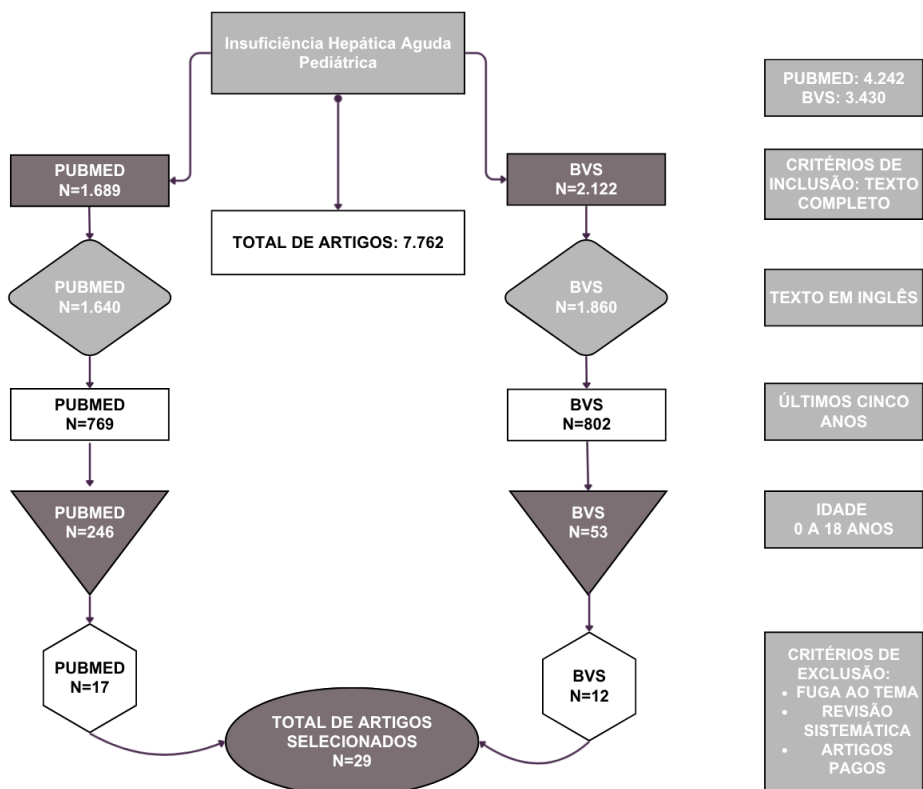 Insuficiência Hepática Aguda
Pediátrica
PUBMED: 4.242
BVS: 3.430
PUBMED
N=1.689
BVS
N=2.122
CRITÉRIOS DE
INCLUSÃO: TEXTO
COMPLETO
TOTAL DE ARTIGOS: 7.762
PUBMED
N=1.640
BVS
N=1.860
TEXTO EM INGLÊS
PUBMED
N=769
BVS
N=802
ÚLTIMOS CINCO
ANOS
PUBMED
N=246
BVS
N=53
IDADE
0 A 18 ANOS
PUBMED
N=17
BVS
N=12
CRITÉRIOS DE
EXCLUSÃO:
• FUGA AO TEMA
• REVISÃO
SISTEMÁTICA
• ARTIGOS
PAGOS
TOTAL DE ARTIGOS
SELECIONADOS
N=29